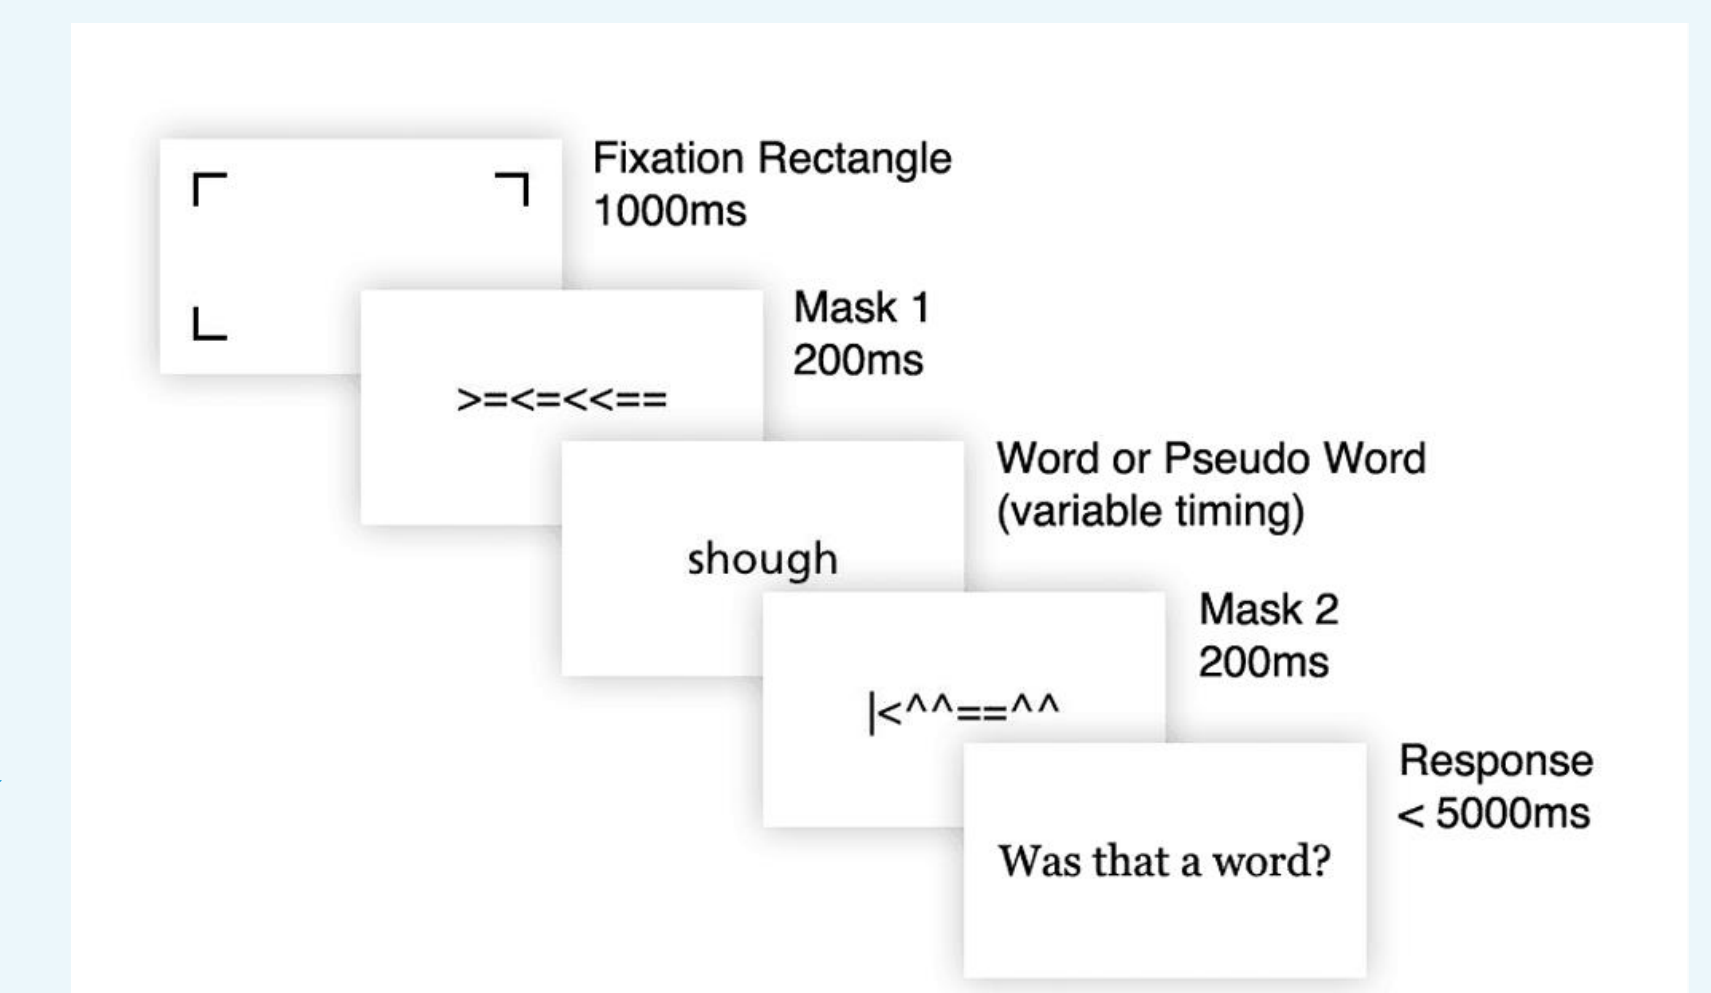 Fixation Rectangle
1000ms
Mask 1
200ms
>=<=<<==
Word or Pseudo Word
(variable timing)
shough
Mask 2
200ms
|<^^==^^
Response
< 5000ms
Was that a word?